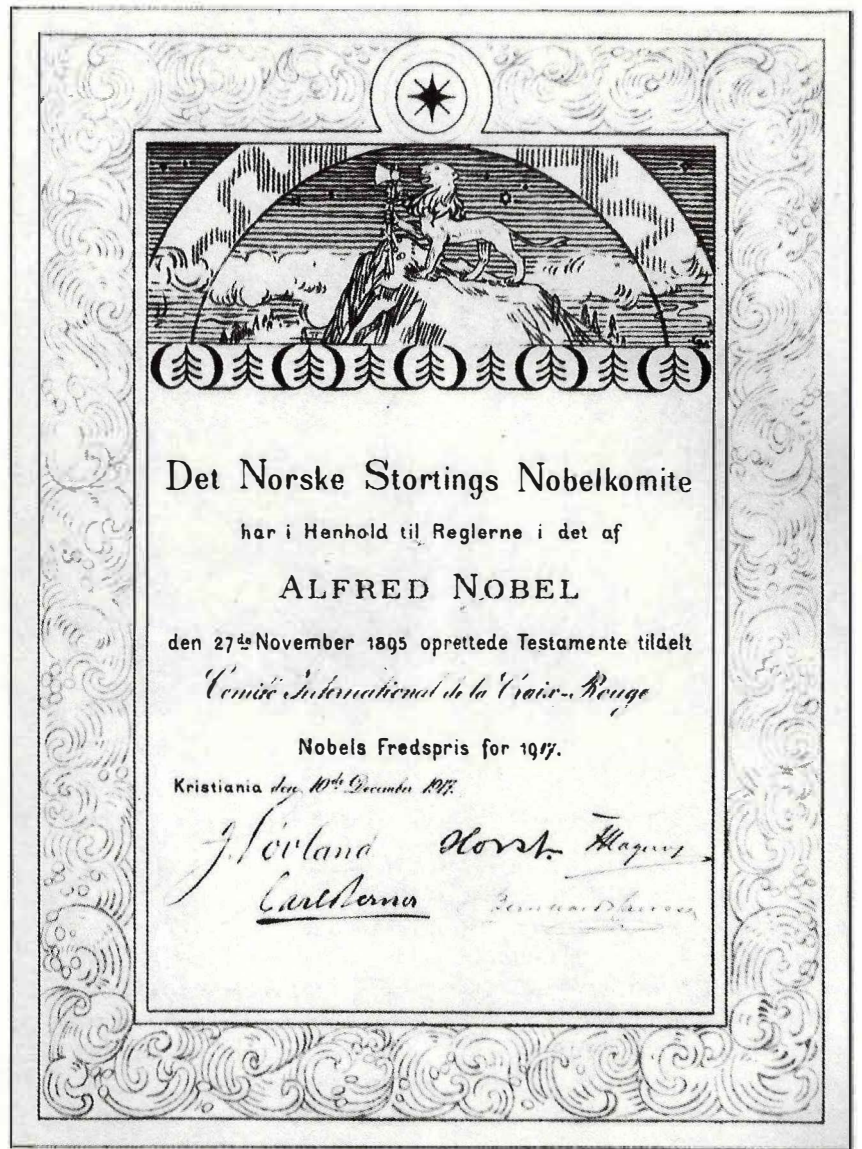 Det Norske Stortings Nobelkomite
har i Henhold til Reglerne i det af
ALFRED NOBEL
den 27de November 1895 oprettede Testamente tildelt
Comité International de la Croix-Rouge
Nobels Fredspris for 1917.
Kristiania den 10de December 1917.
J. Løvland Horst.
Carl Berner